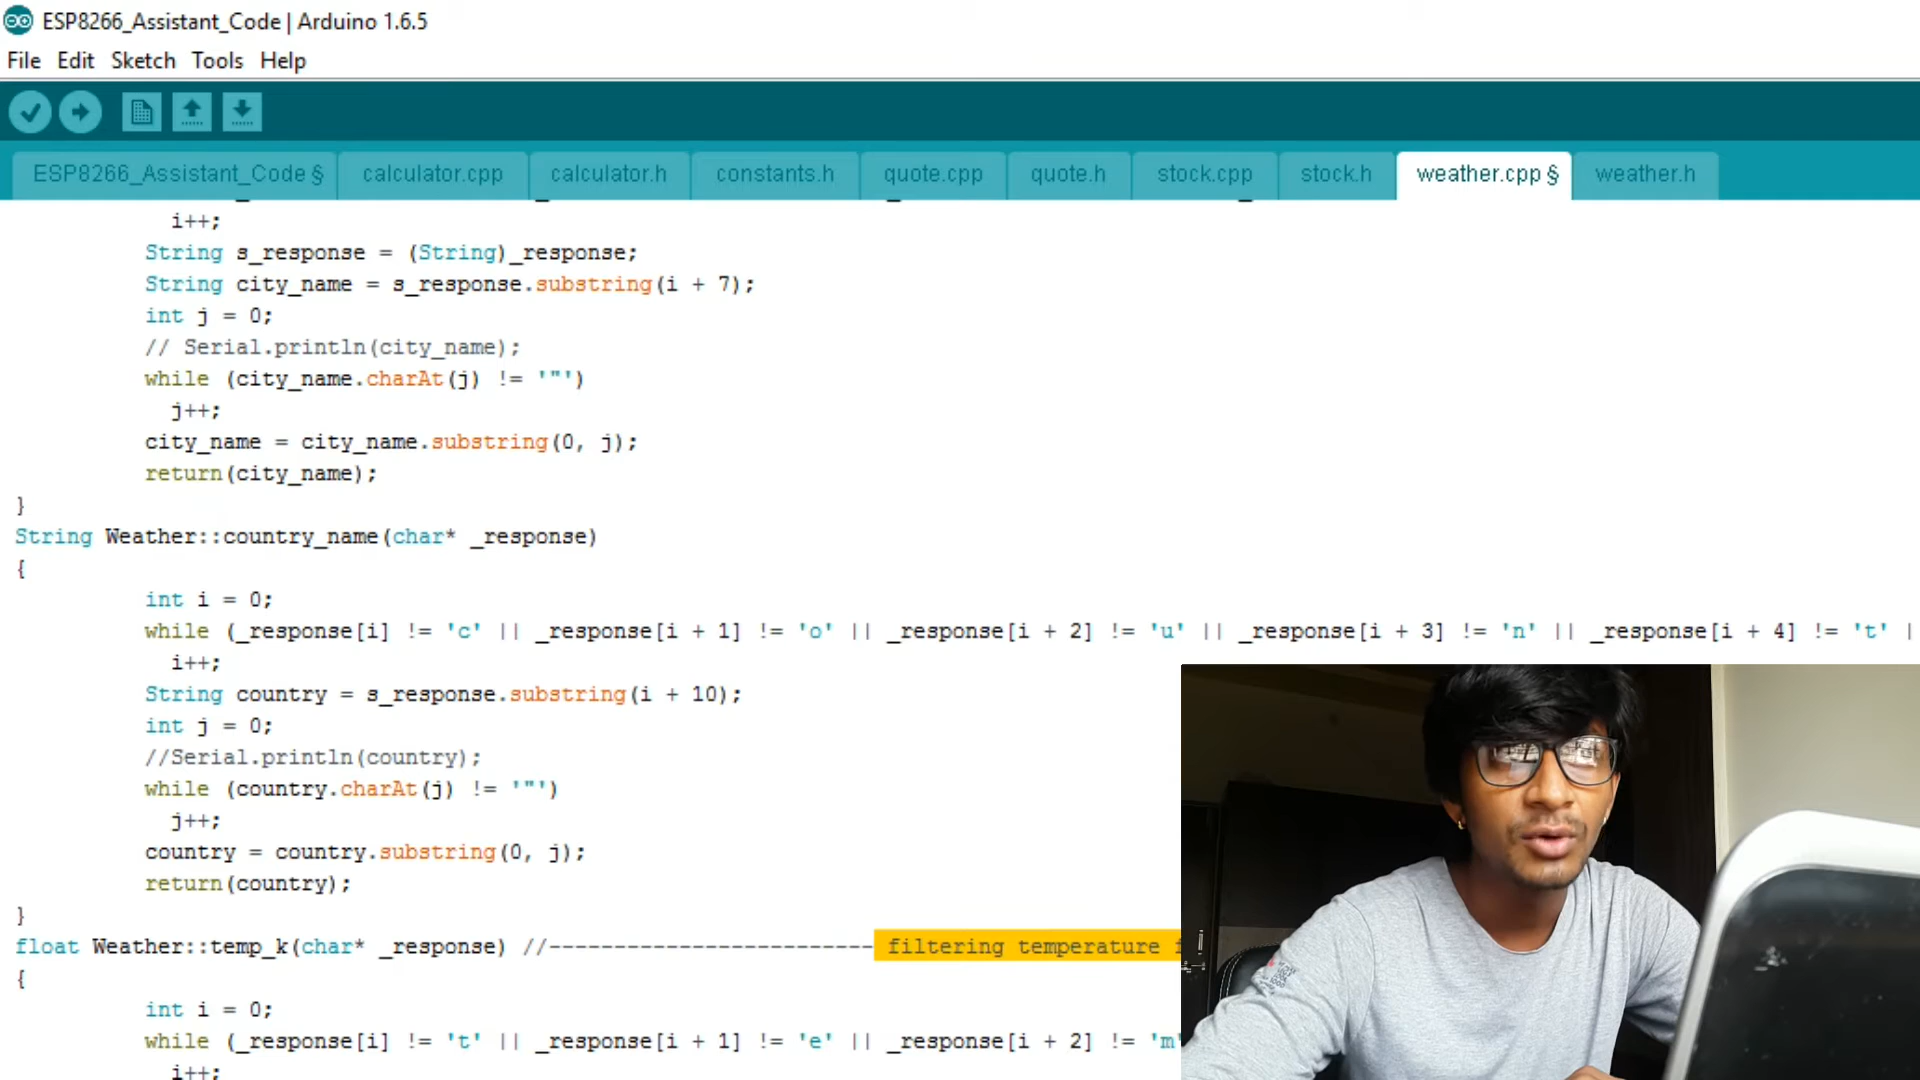 ESP8266_Assistant_Code | Arduino 1.6.5
File Edit Sketch Tools Help
ESP8266_Assistant_Code § calculator.cpp calculator.h constants.h quote.cpp quote.h stock.cpp stock.h weather.cpp § weather.h
i++;
String s_response = (String)_response;
String city_name = s_response.substring(i + 7);
int j = 0;
// Serial.println(city_name);
while (city_name.charAt(j) != '"')
j++;
city_name = city_name.substring(0, j);
return(city_name);
}
String Weather::country_name(char* _response)
{
int i = 0;
while (_response[i] != 'c' || _response[i + 1] != 'o' || _response[i + 2] != 'u' || _response[i + 3] != 'n' || _response[i + 4] != 't' |
i++;
String country = s_response.substring(i + 10);
int j = 0;
//Serial.println(country);
while (country.charAt(j) != '"')
j++;
country = country.substring(0, j);
return(country);
}
float Weather::temp_k(char* _response) //------------------------- filtering temperature
{
int i = 0;
while (_response[i] != 't' || _response[i + 1] != 'e' || _response[i + 2] != 'm'
i++;